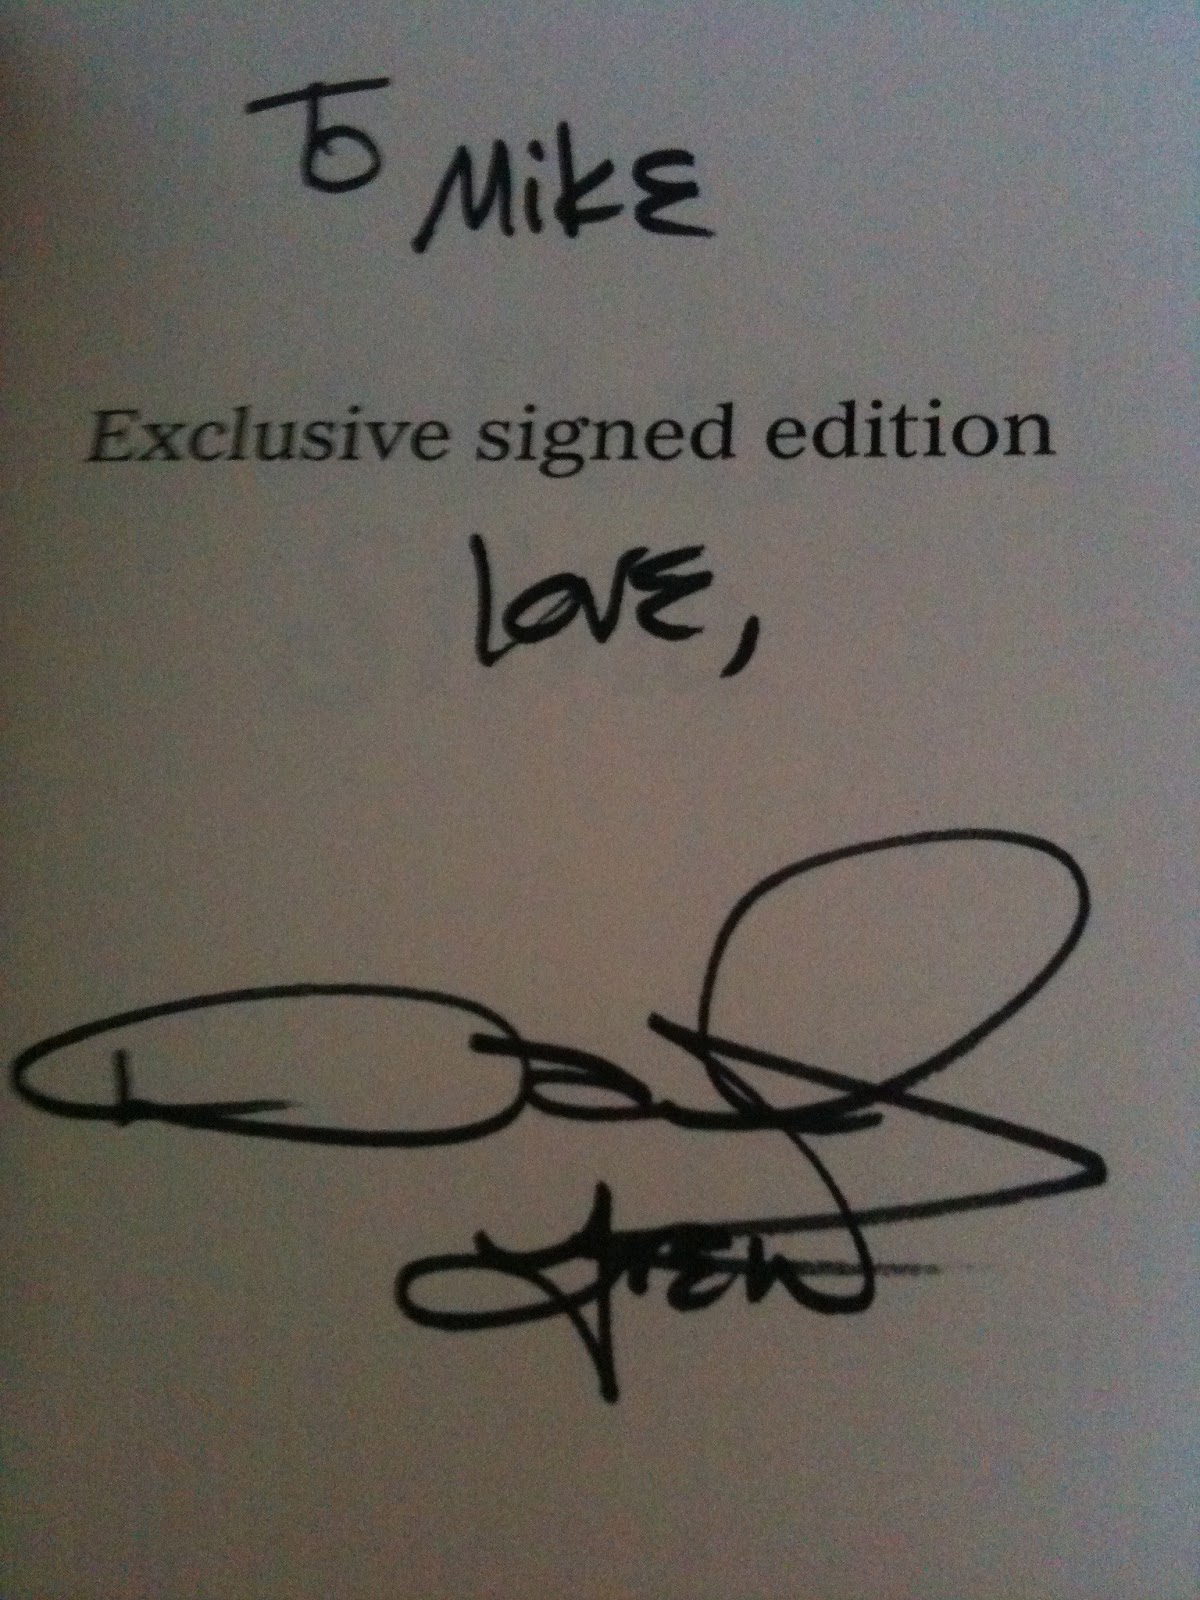 To Mike
Exclusive signed edition
Love,